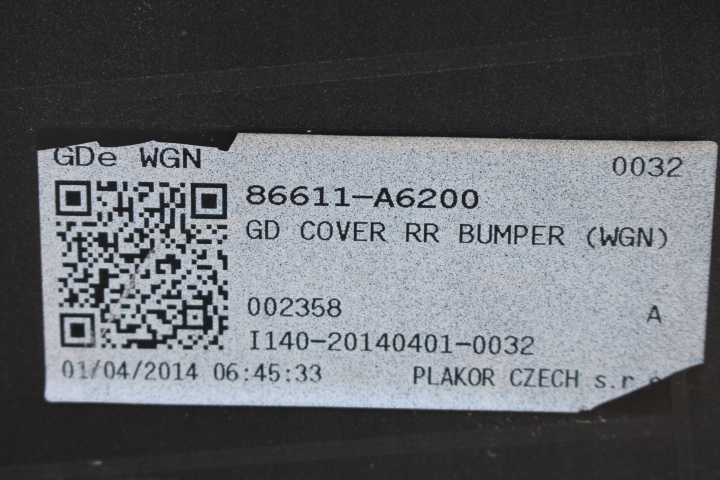 GDe WGN 0032
86611-A6200
GD COVER RR BUMPER (WGN)
002358 A
I140-20140401-0032
01/04/2014 06:45:33 PLAKOR CZECH s.r